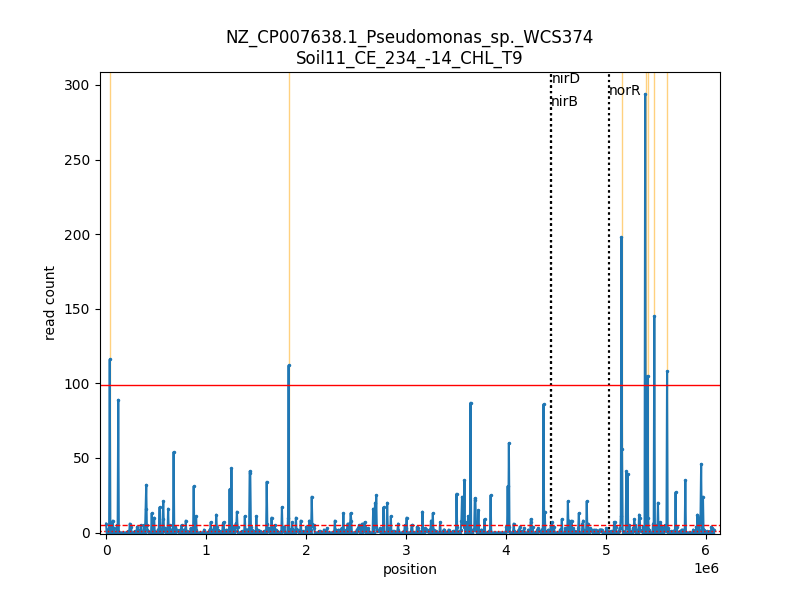 NZ_CP007638.1_Pseudomonas_sp._WCS374
Soil11_CE_234_-14_CHL_T9
nirD
norR
nirB
300
250
200
150
100
50
0
read count
0 1 2 3 4 5 6
1e6
position